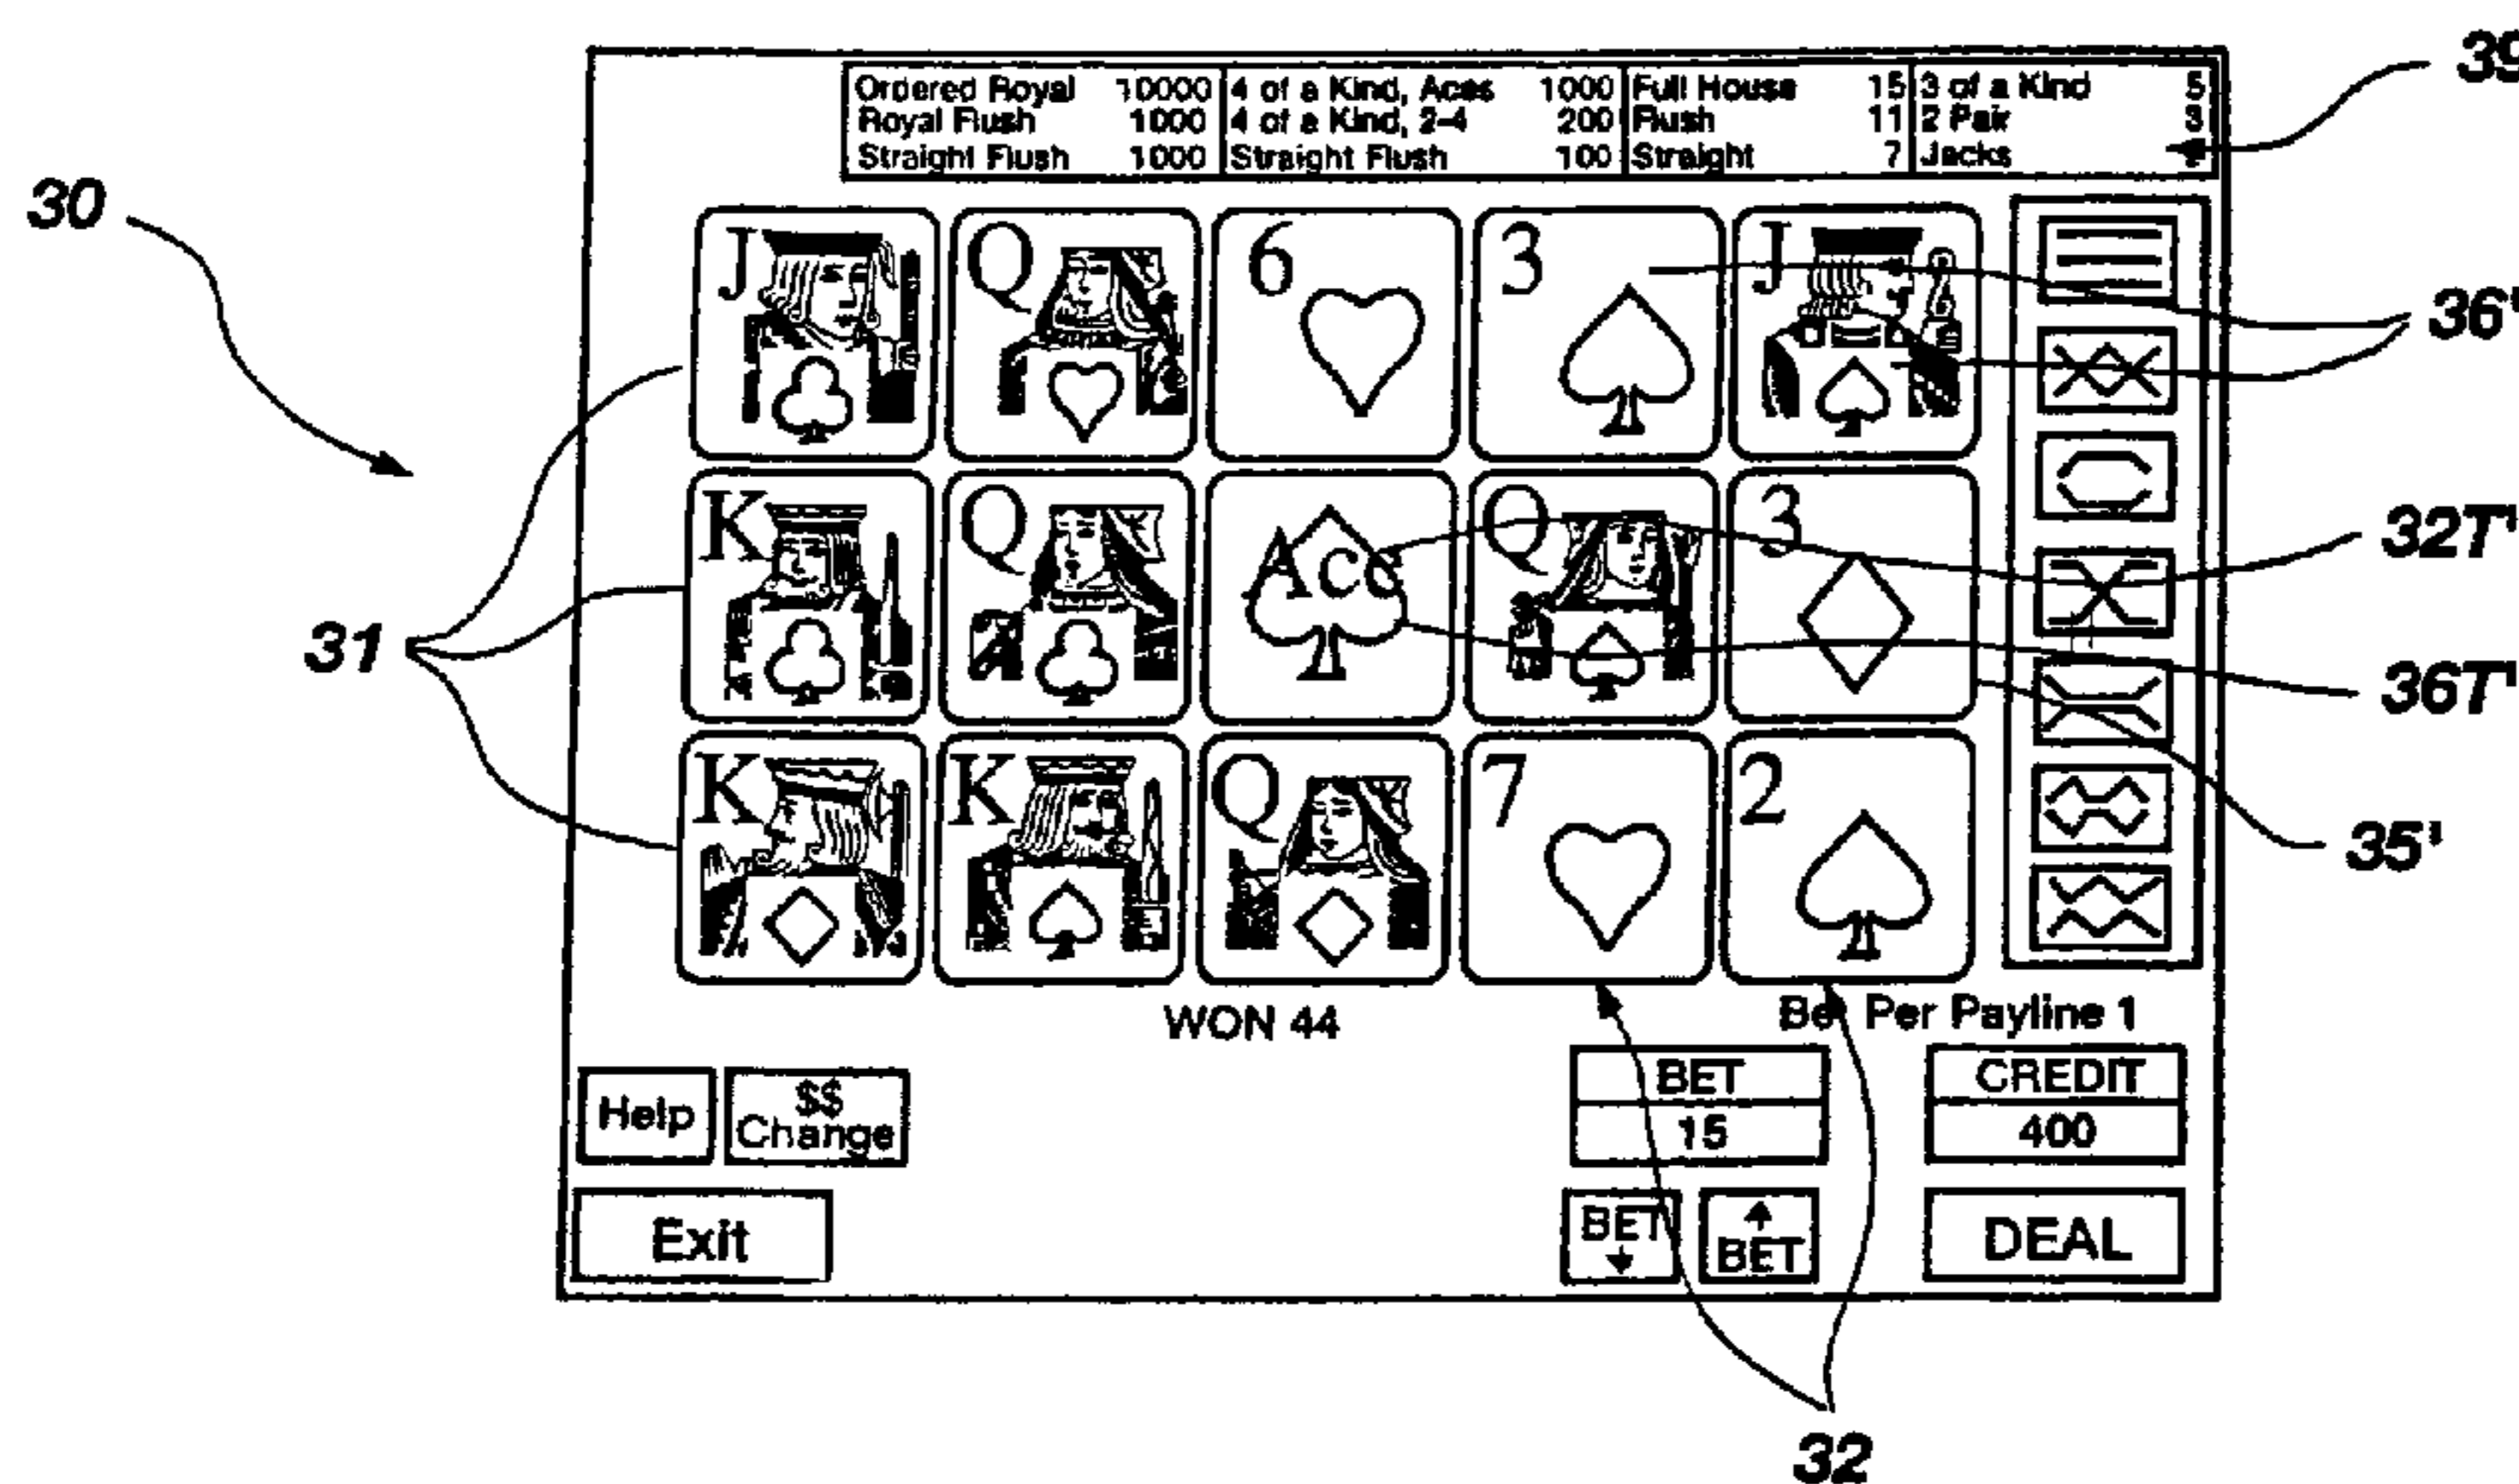 39
Ordered Royal 10000 4 of a Kind, Aces 1000 Full House 15 3 of a Kind 5
Royal Flush 1000 4 of a Kind, 2-4 200 Flush 11 2 Pair 3
Straight Flush 1000 Straight Flush 100 Straight 7 Jacks
30
J Q 6 3 J
36'
K Q Ace Q 3
32T'
31
36T'
K K Q 7 2
35'
WON 44 Bet Per Payline 1
Help $$ Change BET 15 CREDIT 400
Exit BET BET DEAL
32